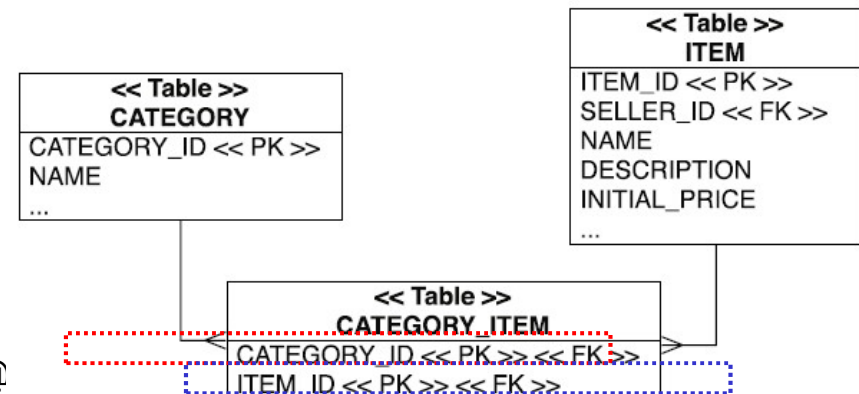 << Table >>
CATEGORY
CATEGORY_ID << PK >>
NAME
...
<< Table >>
ITEM
ITEM_ID << PK >>
SELLER_ID << FK >>
NAME
DESCRIPTION
INITIAL_PRICE
...
<< Table >>
CATEGORY_ITEM
CATEGORY_ID << PK >> << FK >>
ITEM_ID << PK >> << FK >>